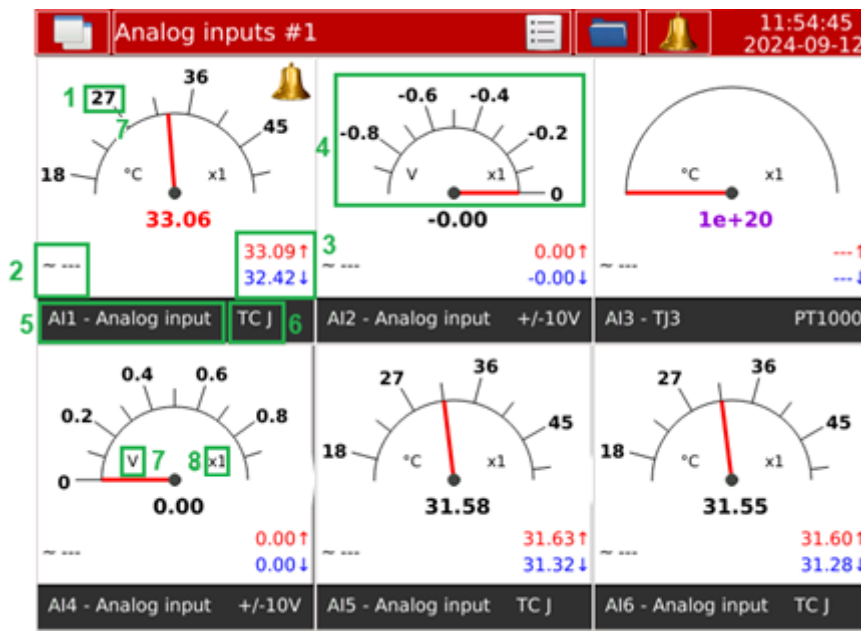 Analog inputs #1
11:54:45
2024-09-12
1 27 36
7 45
18 °C x1
33.06
2 ~ ---
33.09↑ 3
32.42↓
5 AI1 - Analog input TC J 6
-0.6 -0.4
4 -0.8 -0.2
V x1 0
-0.00
~ ---
0.00↑
-0.00↓
AI2 - Analog input +/-10V
°C x1
1e+20
~ ---
---↑
---↓
AI3 - TJ3 PT1000
0.4 0.6
0.2 0.8
0 V 7 8 x1
0.00
~ ---
0.00↑
0.00↓
AI4 - Analog input +/-10V
27 36
45
18 °C x1
31.58
~ ---
31.63↑
31.32↓
AI5 - Analog input TC J
27 36
45
18 °C x1
31.55
~ ---
31.60↑
31.28↓
AI6 - Analog input TC J